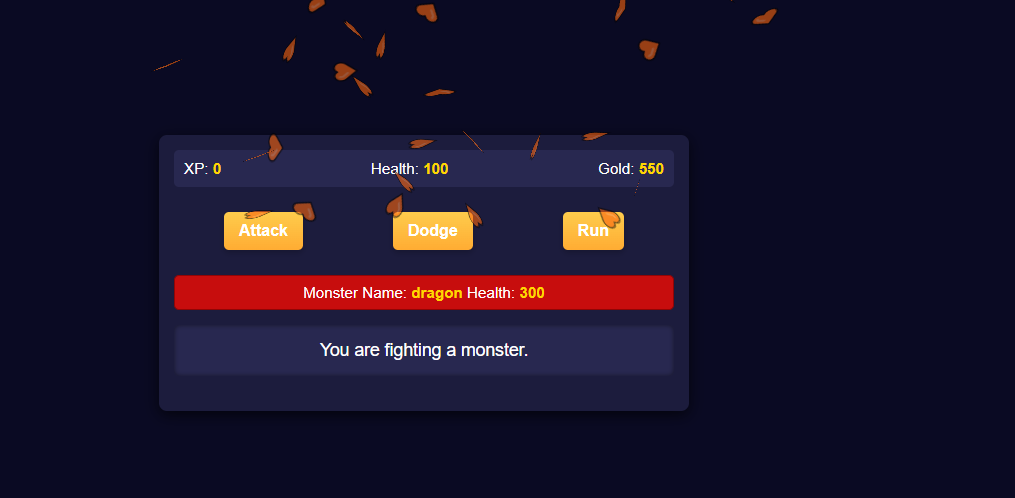 XP: 0 Health: 100 Gold: 550
Attack Dodge Run
Monster Name: dragon Health: 300
You are fighting a monster.